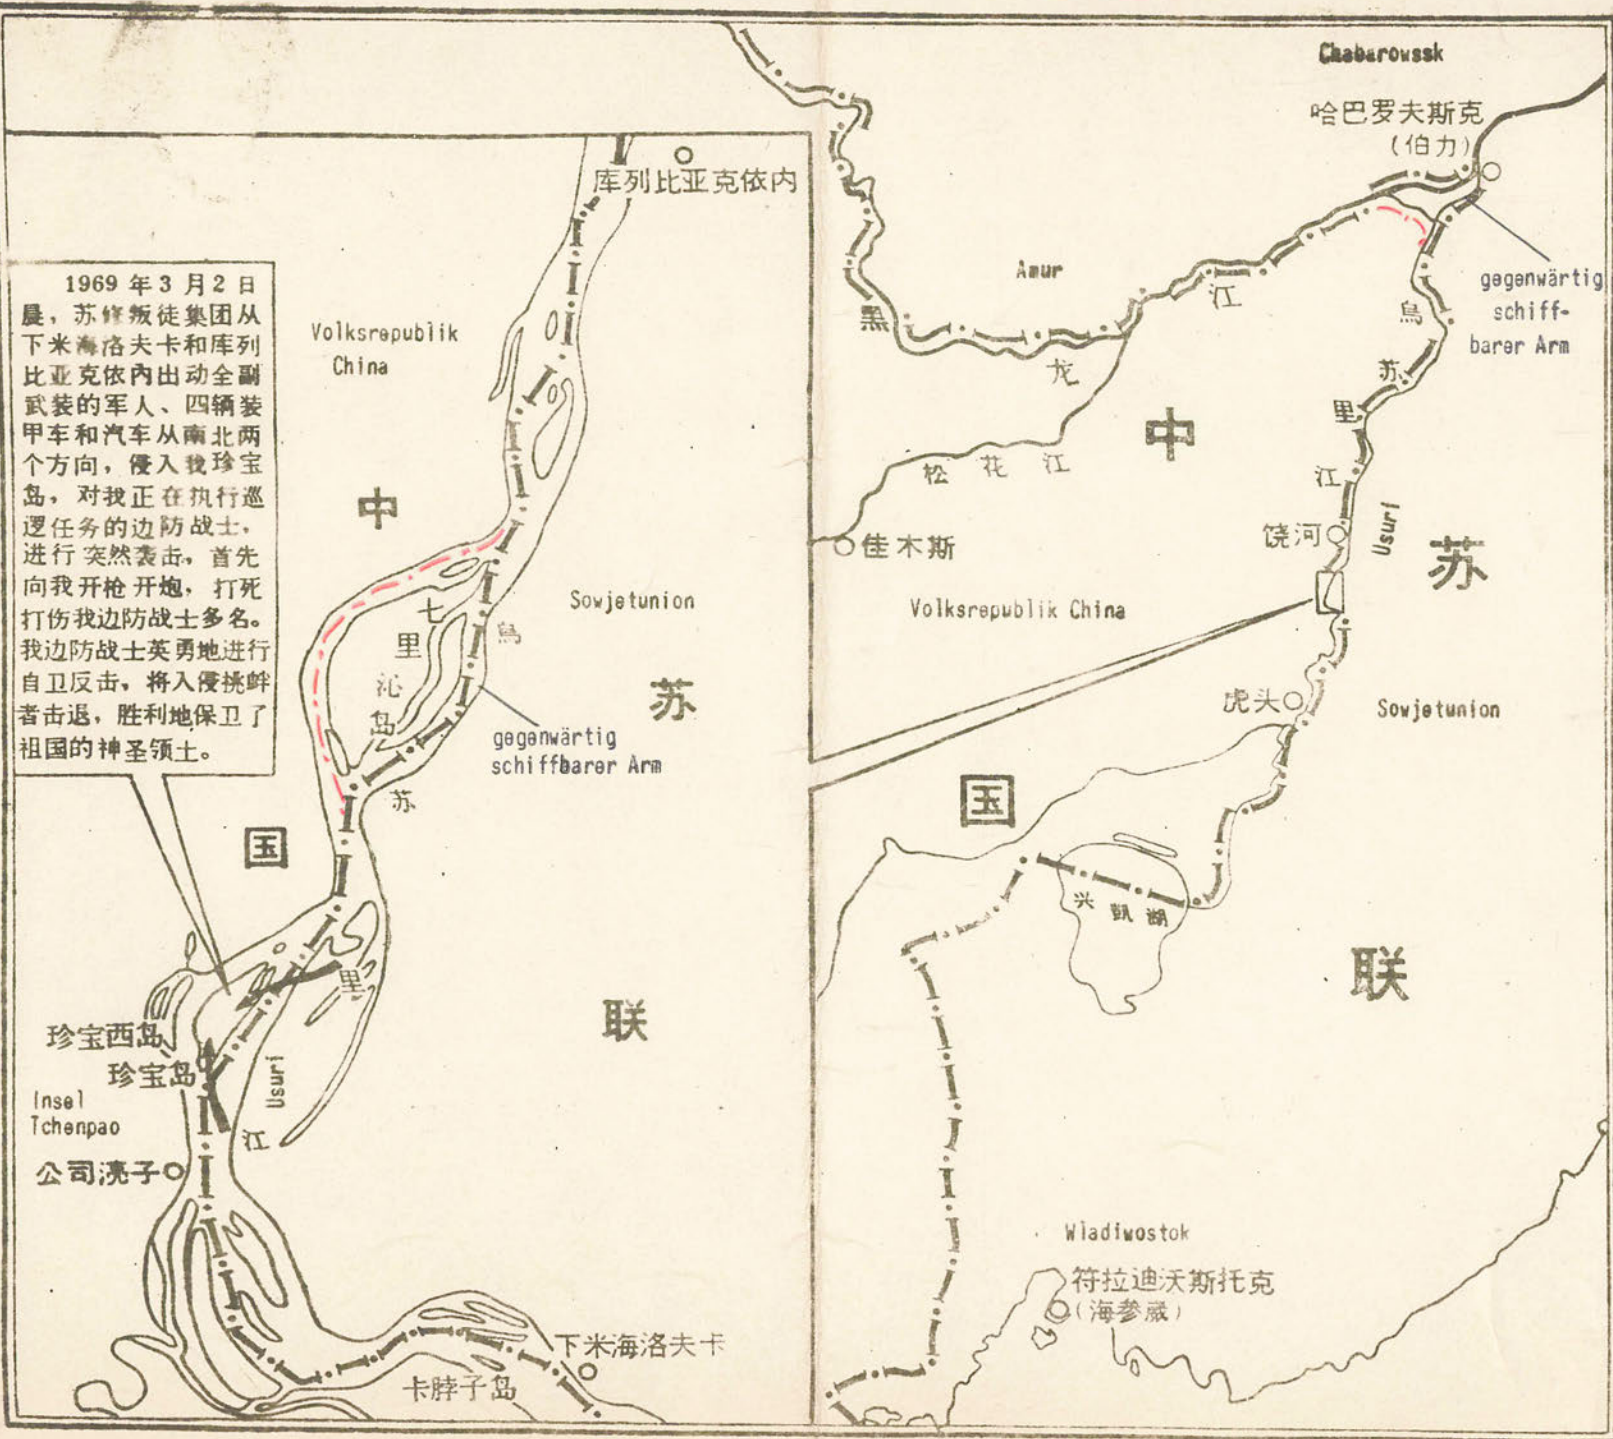 1969年3月2日
晨，苏修叛徒集团从
下米海洛夫卡和库列
比亚克依内出动全副
武装的军人、四辆装
甲车和汽车从南北两
个方向，侵入我珍宝
岛，对我正在执行巡
逻任务的边防战士，
进行突然袭击，首先
向我开枪开炮，打死
打伤我边防战士多名。
我边防战士英勇地进行
自卫反击，将入侵挑衅
者击退，胜利地保卫了
祖国的神圣领土。
库列比亚克依内
Volksrepublik
China
中
国
七
里
沁
岛
Sowjetunion
苏
联
gegenwärtig
schiffbarer Arm
烏
苏
里
江
Usuri
珍宝西岛
珍宝岛
Insel
Tchenpao
公司亮子
下米海洛夫卡
卡脖子岛
Chabarowssk
哈巴罗夫斯克
(伯力)
gegenwärtig
schiff-
barer Arm
Amur
黑
龙
江
松花江
佳木斯
中
国
烏
苏
里
江
Usuri
饶河
Volksrepublik China
苏
联
虎头
Sowjetunion
兴凯湖
Wladiwostok
符拉迪沃斯托克
(海参崴)